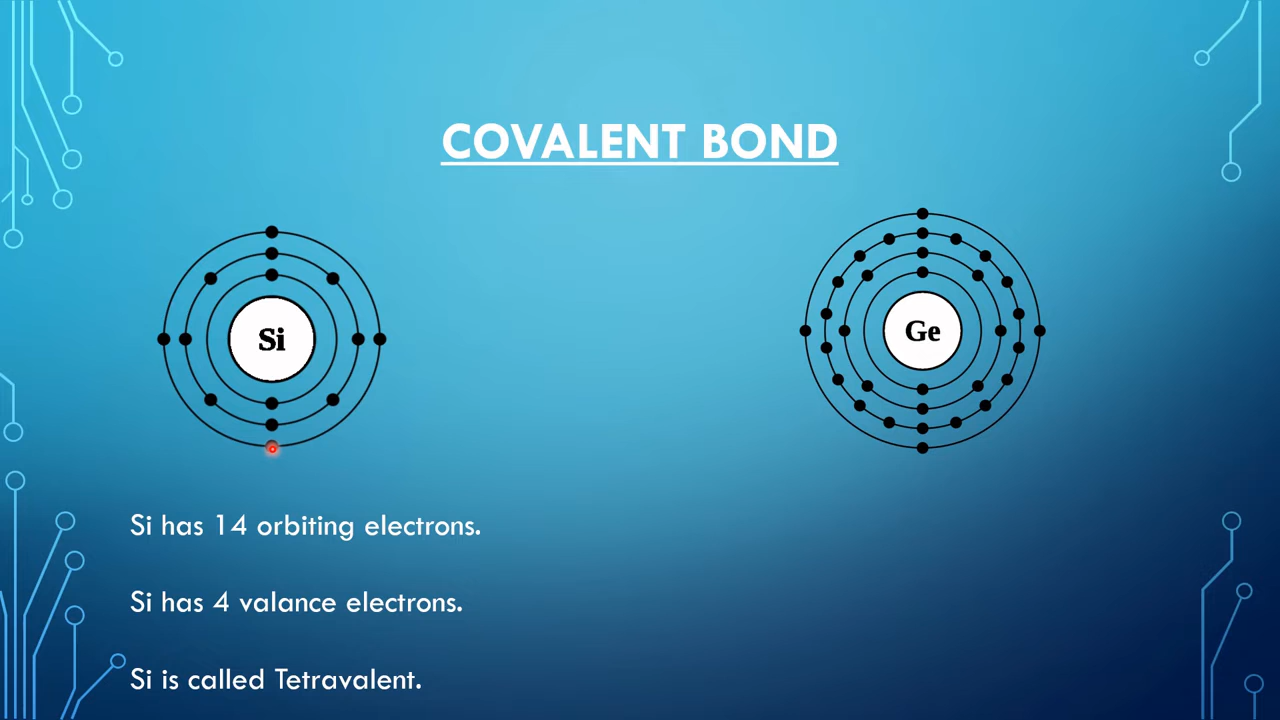 COVALENT BOND
Si
Ge
Si has 14 orbiting electrons.
Si has 4 valance electrons.
Si is called Tetravalent.